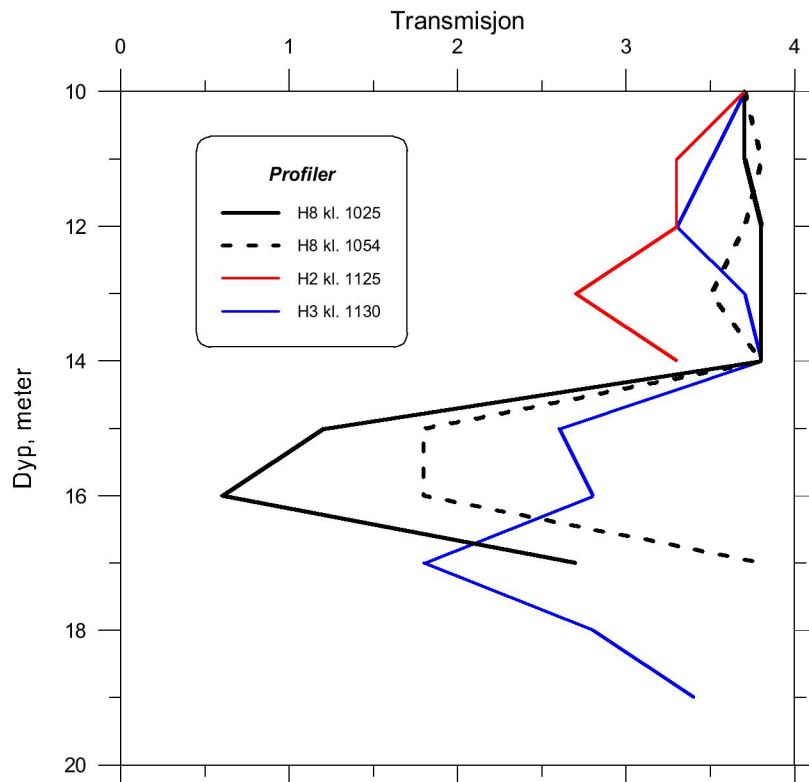 Transmisjon
0 1 2 3 4
10
12
14
16
18
20
Dyp, meter
Profiler
H8 kl. 1025
H8 kl. 1054
H2 kl. 1125
H3 kl. 1130